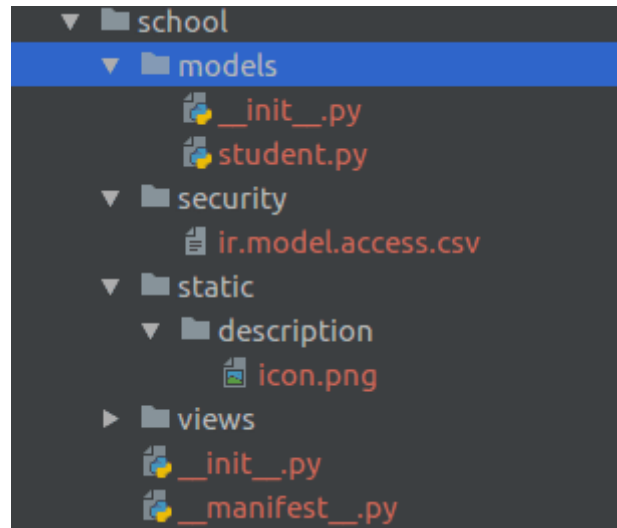 school
models
__init__.py
student.py
security
ir.model.access.csv
static
description
icon.png
views
__init__.py
__manifest__.py